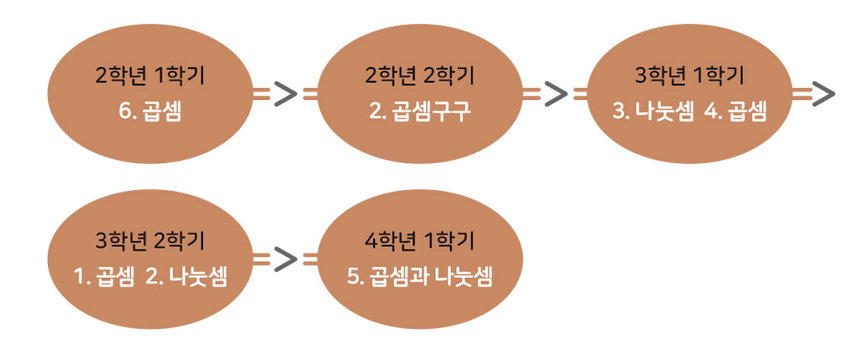 2학년 1학기
6. 곱셈
2학년 2학기
2. 곱셈구구
3학년 1학기
3. 나눗셈 4. 곱셈
3학년 2학기
1. 곱셈 2. 나눗셈
4학년 1학기
5. 곱셈과 나눗셈